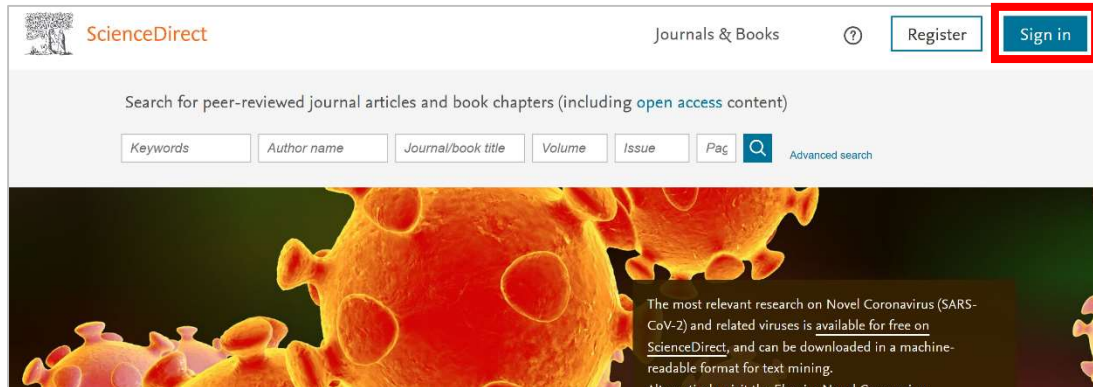 ScienceDirect
Journals & Books
?
Register
Sign in
Search for peer-reviewed journal articles and book chapters (including open access content)
Keywords
Author name
Journal/book title
Volume
Issue
Pag
Advanced search
The most relevant research on Novel Coronavirus (SARS-
CoV-2) and related viruses is available for free on
ScienceDirect, and can be downloaded in a machine-
readable format for text mining.